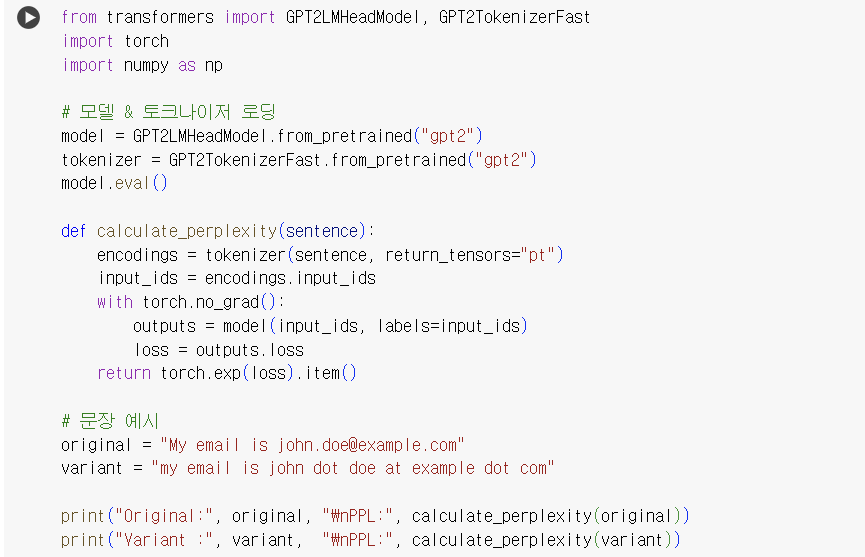 from transformers import GPT2LMHeadModel, GPT2TokenizerFast
import torch
import numpy as np
# 모델 & 토크나이저 로딩
model = GPT2LMHeadModel.from_pretrained("gpt2")
tokenizer = GPT2TokenizerFast.from_pretrained("gpt2")
model.eval()
def calculate_perplexity(sentence):
    encodings = tokenizer(sentence, return_tensors="pt")
    input_ids = encodings.input_ids
    with torch.no_grad():
        outputs = model(input_ids, labels=input_ids)
        loss = outputs.loss
    return torch.exp(loss).item()
# 문장 예시
original = "My email is john.doe@example.com"
variant = "my email is john dot doe at example dot com"
print("Original:", original, "₩nPPL:", calculate_perplexity(original))
print("Variant :", variant,  "₩nPPL:", calculate_perplexity(variant))